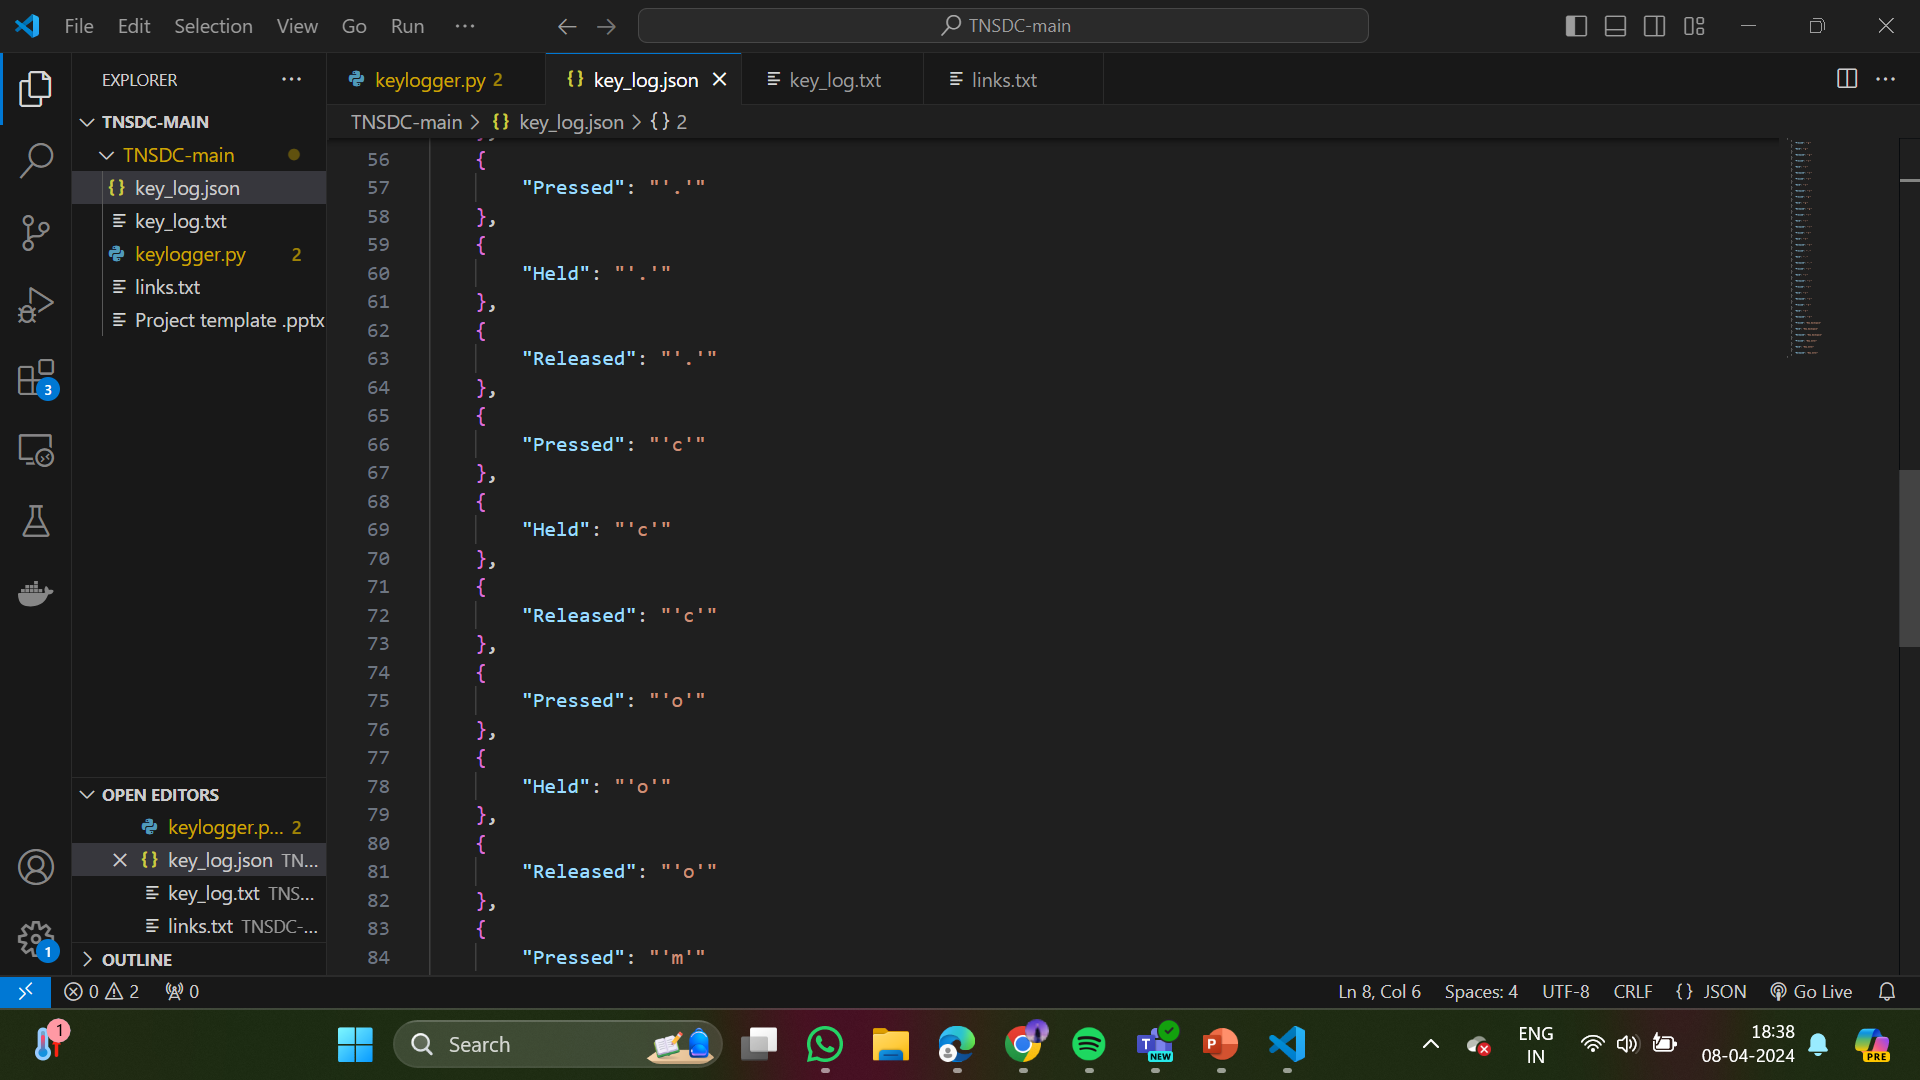 File Edit Selection View Go Run ···
TNSDC-main
EXPLORER
TNSDC-MAIN
TNSDC-main
{} key_log.json
key_log.txt
keylogger.py 2
links.txt
Project template .pptx
OPEN EDITORS
keylogger.p... 2
{} key_log.json TN...
key_log.txt TNS...
links.txt TNSDC-...
OUTLINE
keylogger.py 2
{} key_log.json
key_log.txt
links.txt
TNSDC-main > {} key_log.json > {} 2
56 {
57 "Pressed": "'.'"
58 },
59 {
60 "Held": "'.'"
61 },
62 {
63 "Released": "'.'"
64 },
65 {
66 "Pressed": "'c'"
67 },
68 {
69 "Held": "'c'"
70 },
71 {
72 "Released": "'c'"
73 },
74 {
75 "Pressed": "'o'"
76 },
77 {
78 "Held": "'o'"
79 },
80 {
81 "Released": "'o'"
82 },
83 {
84 "Pressed": "'m'"
3
1
0 2 0
Ln 8, Col 6 Spaces: 4 UTF-8 CRLF {} JSON Go Live
1
Search
T
NEW
P
ENG
IN
18:38
08-04-2024
PRE